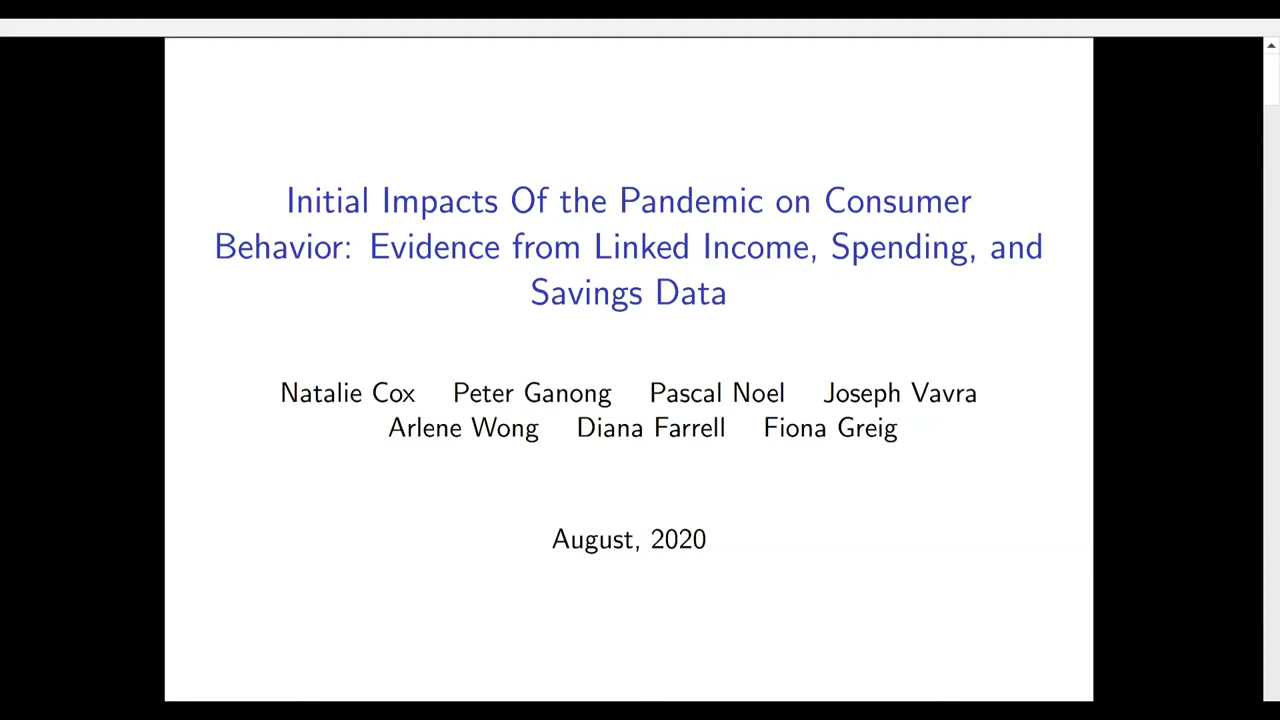 Initial Impacts Of the Pandemic on Consumer
Behavior: Evidence from Linked Income, Spending, and
Savings Data
Natalie Cox Peter Ganong Pascal Noel Joseph Vavra
Arlene Wong Diana Farrell Fiona Greig
August, 2020